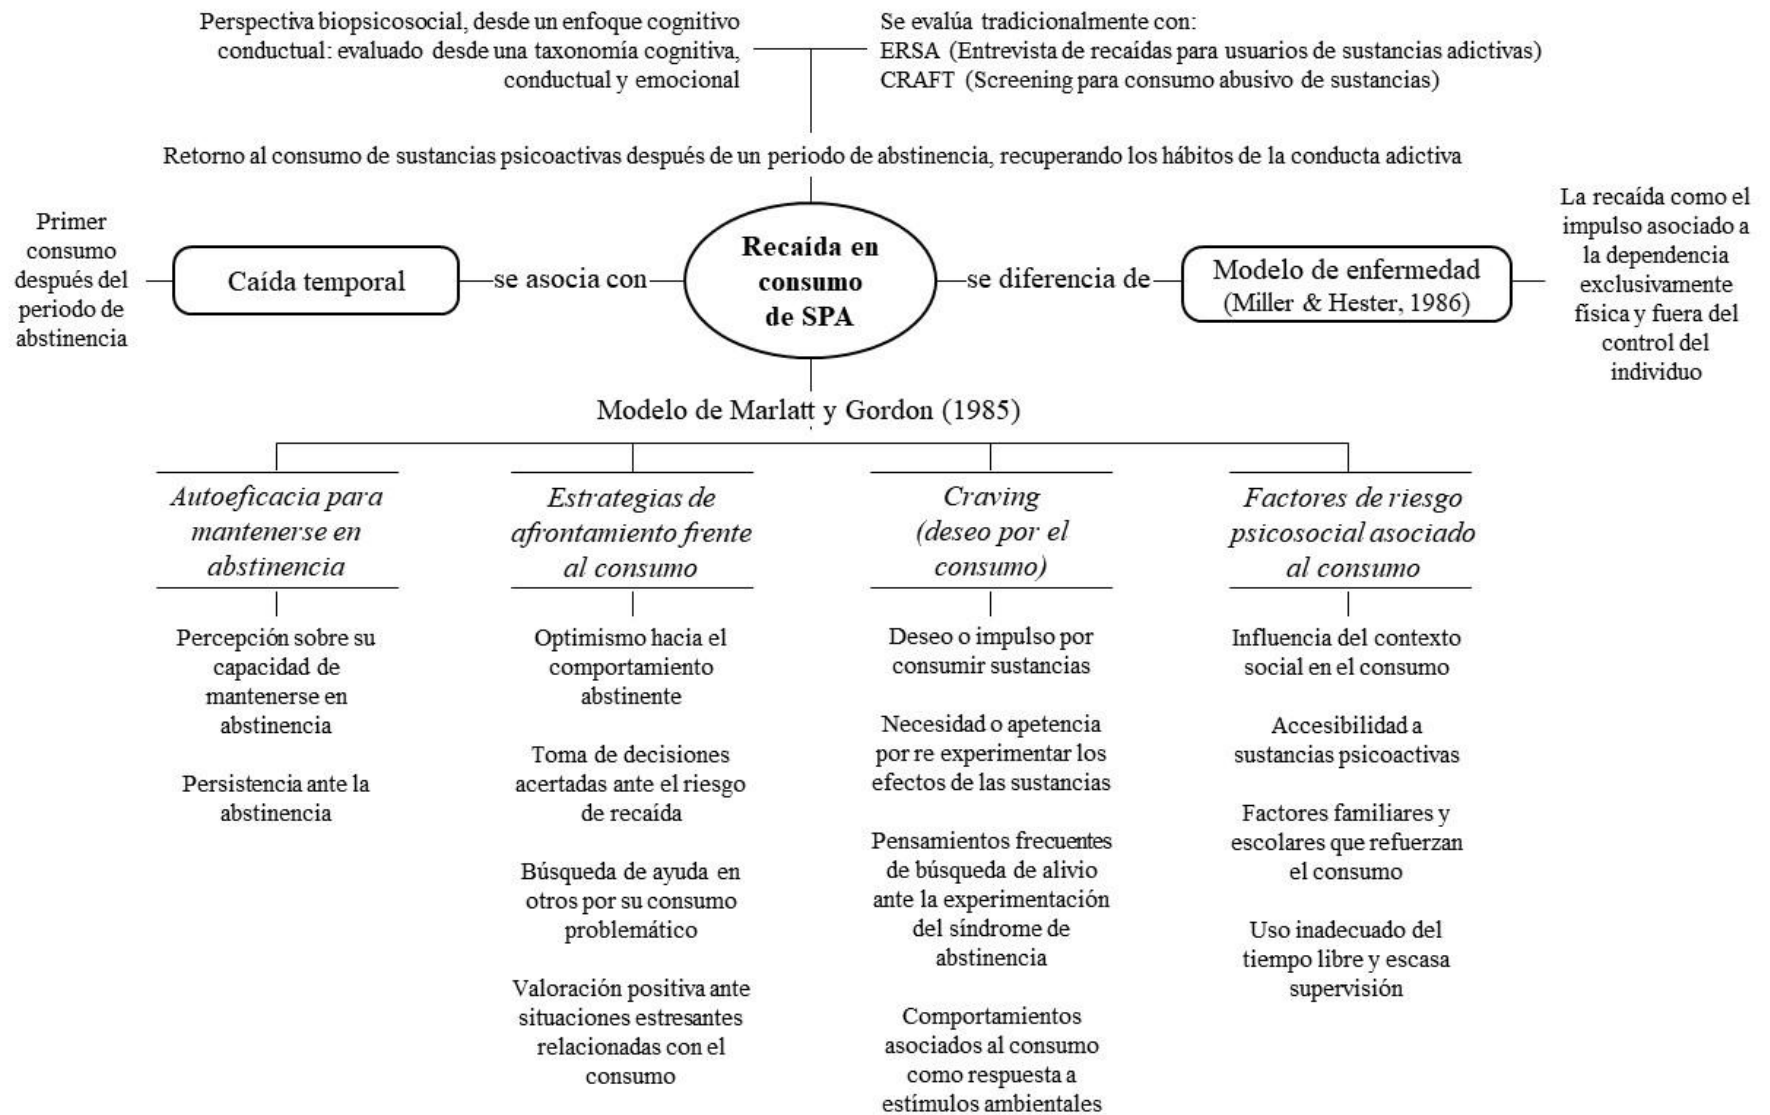 Perspectiva biopsicosocial, desde un enfoque cognitivo
conductual: evaluado desde una taxonomía cognitiva,
conductual y emocional
Se evalúa tradicionalmente con:
ERSA (Entrevista de recaídas para usuarios de sustancias adictivas)
CRAFT (Screening para consumo abusivo de sustancias)
Retorno al consumo de sustancias psicoactivas después de un periodo de abstinencia, recuperando los hábitos de la conducta adictiva
Primer
consumo
después del
periodo de
abstinencia
Caída temporal
se asocia con
Recaída en
consumo
de SPA
se diferencia de
Modelo de enfermedad
(Miller & Hester, 1986)
La recaída como el
impulso asociado a
la dependencia
exclusivamente
física y fuera del
control del
individuo
Modelo de Marlatt y Gordon (1985)
Autoeficacia para
mantenerse en
abstinencia
Percepción sobre su
capacidad de
mantenerse en
abstinencia
Persistencia ante la
abstinencia
Estrategias de
afrontamiento frente
al consumo
Optimismo hacia el
comportamiento
abstinente
Toma de decisiones
acertadas ante el riesgo
de recaída
Búsqueda de ayuda en
otros por su consumo
problemático
Valoración positiva ante
situaciones estresantes
relacionadas con el
consumo
Craving
(deseo por el
consumo)
Deseo o impulso por
consumir sustancias
Necesidad o apetencia
por re experimentar los
efectos de las sustancias
Pensamientos frecuentes
de búsqueda de alivio
ante la experimentación
del síndrome de
abstinencia
Comportamientos
asociados al consumo
como respuesta a
estímulos ambientales
Factores de riesgo
psicosocial asociado
al consumo
Influencia del contexto
social en el consumo
Accesibilidad a
sustancias psicoactivas
Factores familiares y
escolares que refuerzan
el consumo
Uso inadecuado del
tiempo libre y escasa
supervisión